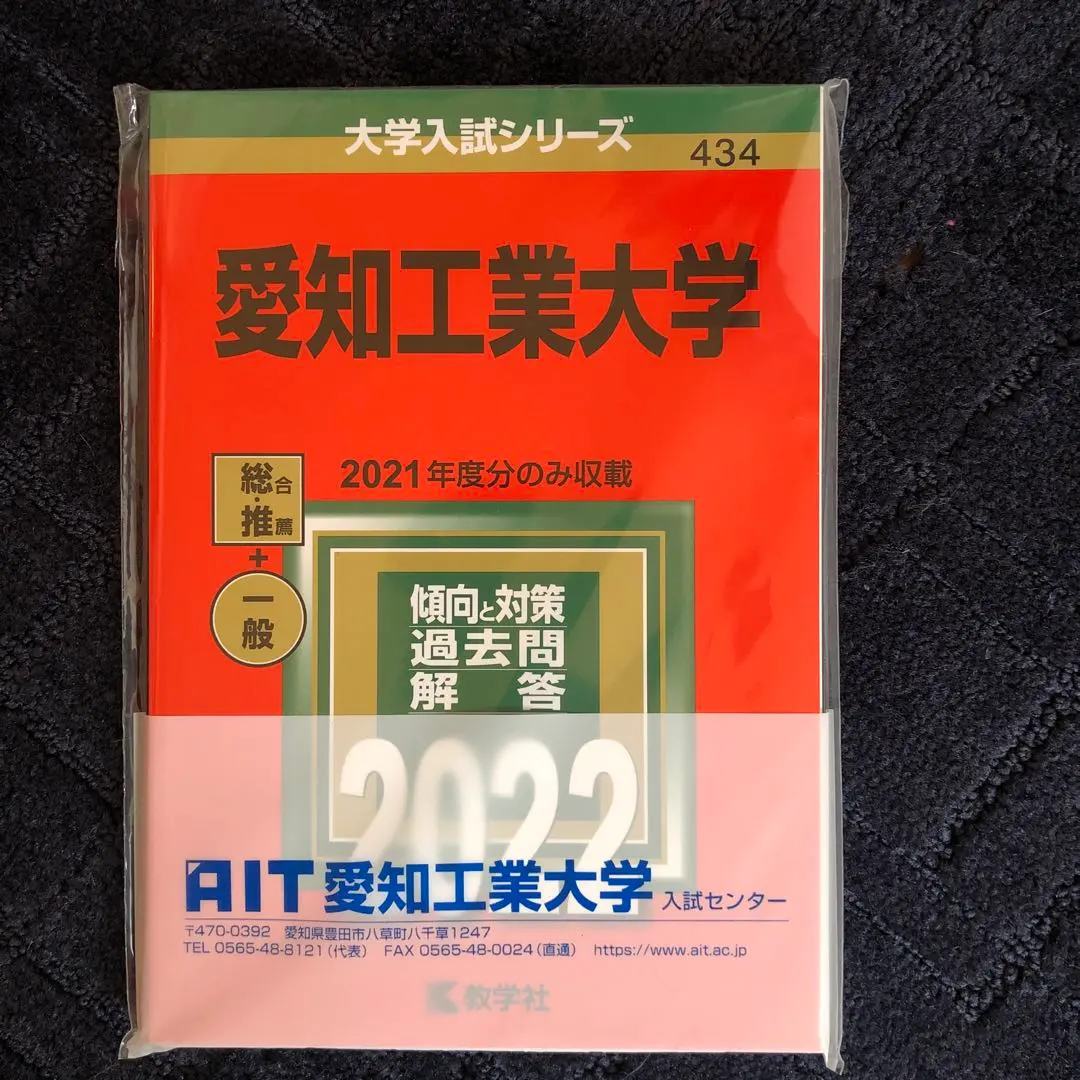 大学入試シリーズ
434
愛知工業大学
2021年度分のみ収載
総合・推薦
+
一般
傾向と対策
過去問
解答
2022
AIT 愛知工業大学 入試センター
〒470-0392 愛知県豊田市八草町八千草1247
TEL 0565-48-8121(代表) FAX 0565-48-0024(直通) https://www.ait.ac.jp
教学社